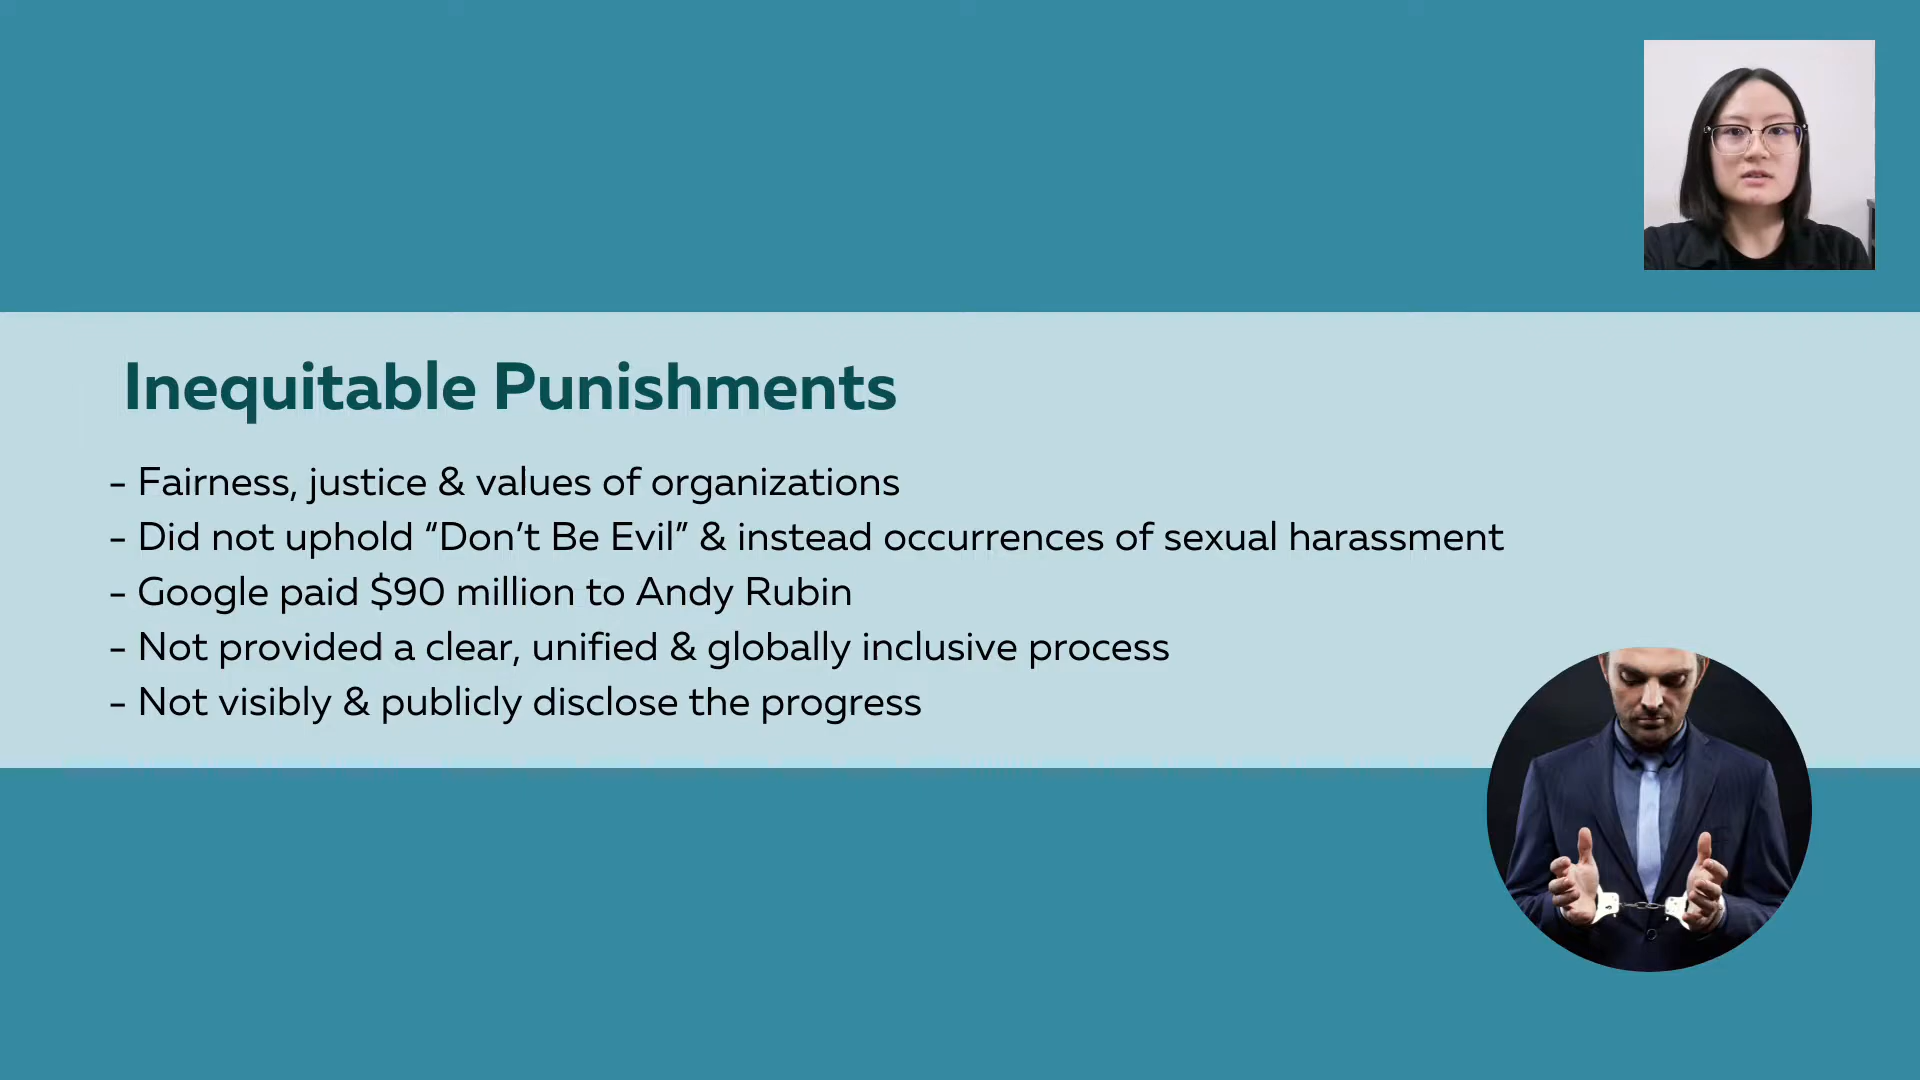 Inequitable Punishments
- Fairness, justice & values of organizations
- Did not uphold “Don’t Be Evil” & instead occurrences of sexual harassment
- Google paid $90 million to Andy Rubin
- Not provided a clear, unified & globally inclusive process
- Not visibly & publicly disclose the progress